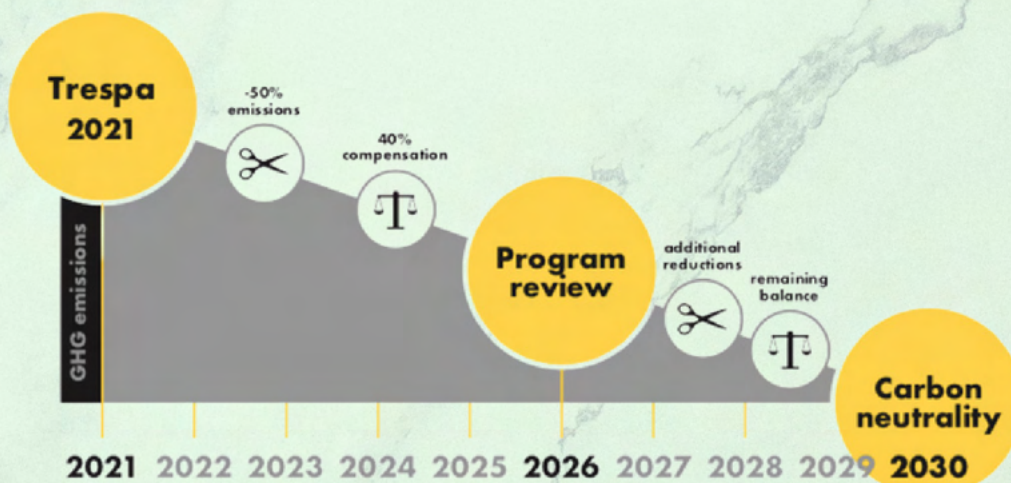 Trespa
2021
-50%
emissions
40%
compensation
Program
review
additional
reductions
remaining
balance
Carbon
neutrality
GHG emissions
2021 2022 2023 2024 2025 2026 2027 2028 2029 2030